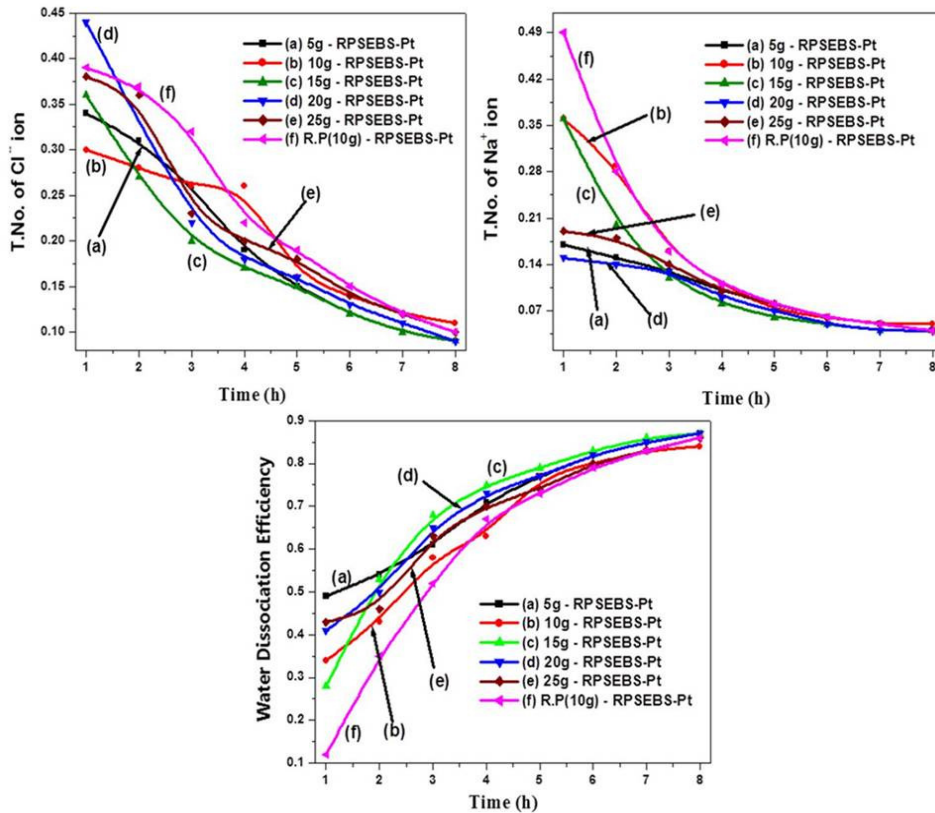 T.No. of Cl¯ ion
0.45
0.40
0.35
0.30
0.25
0.20
0.15
0.10
(d)
(f)
(b)
(a)
(c)
(e)
(a) 5g - RPSEBS-Pt
(b) 10g - RPSEBS-Pt
(c) 15g - RPSEBS-Pt
(d) 20g - RPSEBS-Pt
(e) 25g - RPSEBS-Pt
(f) R.P(10g) - RPSEBS-Pt
1 2 3 4 5 6 7 8
Time (h)
T.No. of Na⁺ ion
0.49
0.42
0.35
0.28
0.21
0.14
0.07
(f)
(b)
(c)
(e)
(a)
(d)
(a) 5g - RPSEBS-Pt
(b) 10g - RPSEBS-Pt
(c) 15g - RPSEBS-Pt
(d) 20g - RPSEBS-Pt
(e) 25g - RPSEBS-Pt
(f) R.P(10g) - RPSEBS-Pt
1 2 3 4 5 6 7 8
Time (h)
Water Dissociation Efficiency
0.9
0.8
0.7
0.6
0.5
0.4
0.3
0.2
0.1
(c)
(d)
(a)
(e)
(f)
(b)
(a) 5g - RPSEBS-Pt
(b) 10g - RPSEBS-Pt
(c) 15g - RPSEBS-Pt
(d) 20g - RPSEBS-Pt
(e) 25g - RPSEBS-Pt
(f) R.P(10g) - RPSEBS-Pt
1 2 3 4 5 6 7 8
Time (h)